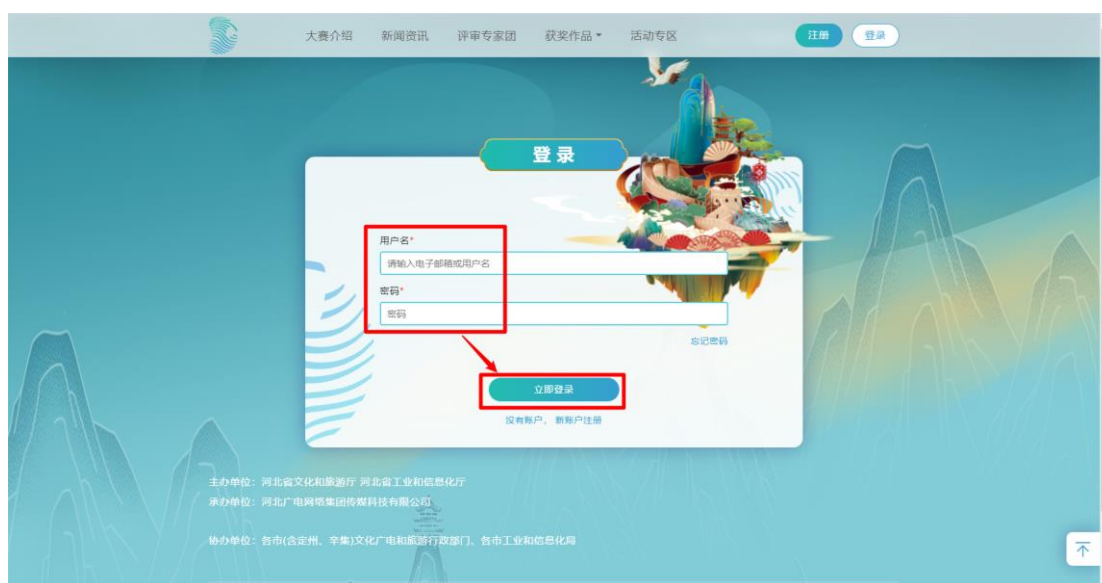 大赛介绍 新闻资讯 评审专家团 获奖作品 活动专区 注册 登录
登录
用户名*
请输入电子邮箱或用户名
密码*
密码
忘记密码
立即登录
没有账户， 新账户注册
主办单位：河北省文化和旅游厅 河北省工业和信息化厅
承办单位：河北广电网络集团传媒科技有限公司
协办单位：各市(含定州、辛集)文化广电和旅游行政部门、各市工业和信息化局